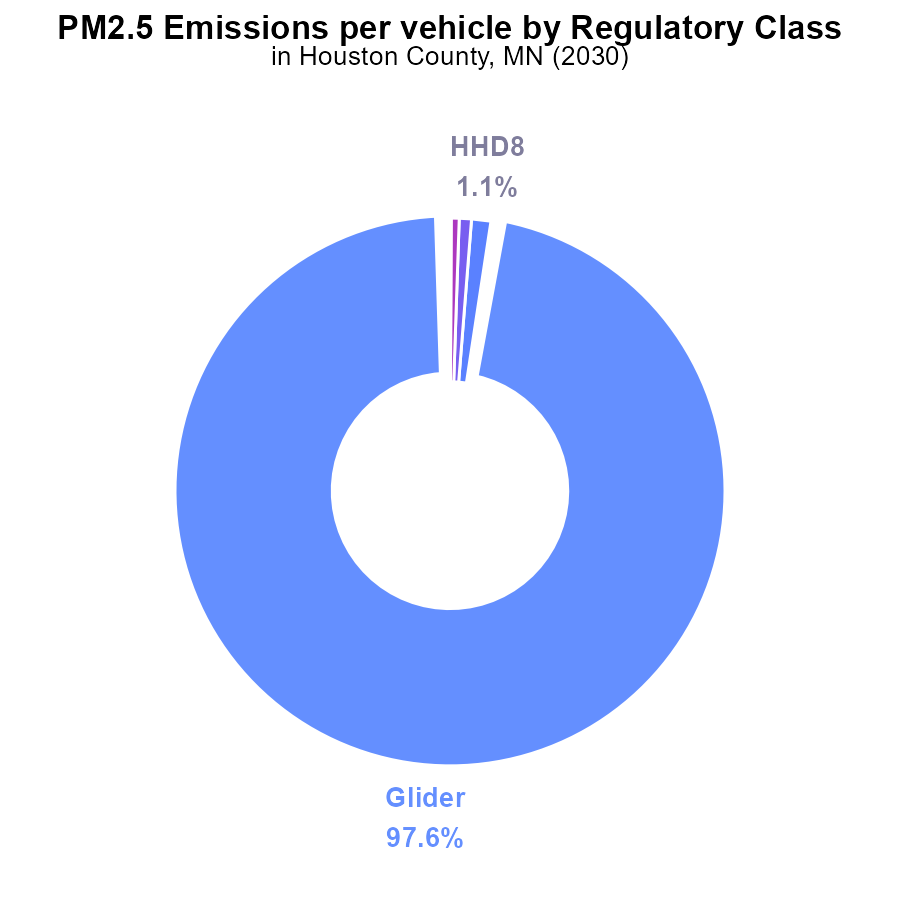 PM2.5 Emissions per vehicle by Regulatory Class
in Houston County, MN (2030)
HHD8
1.1%
Glider
97.6%